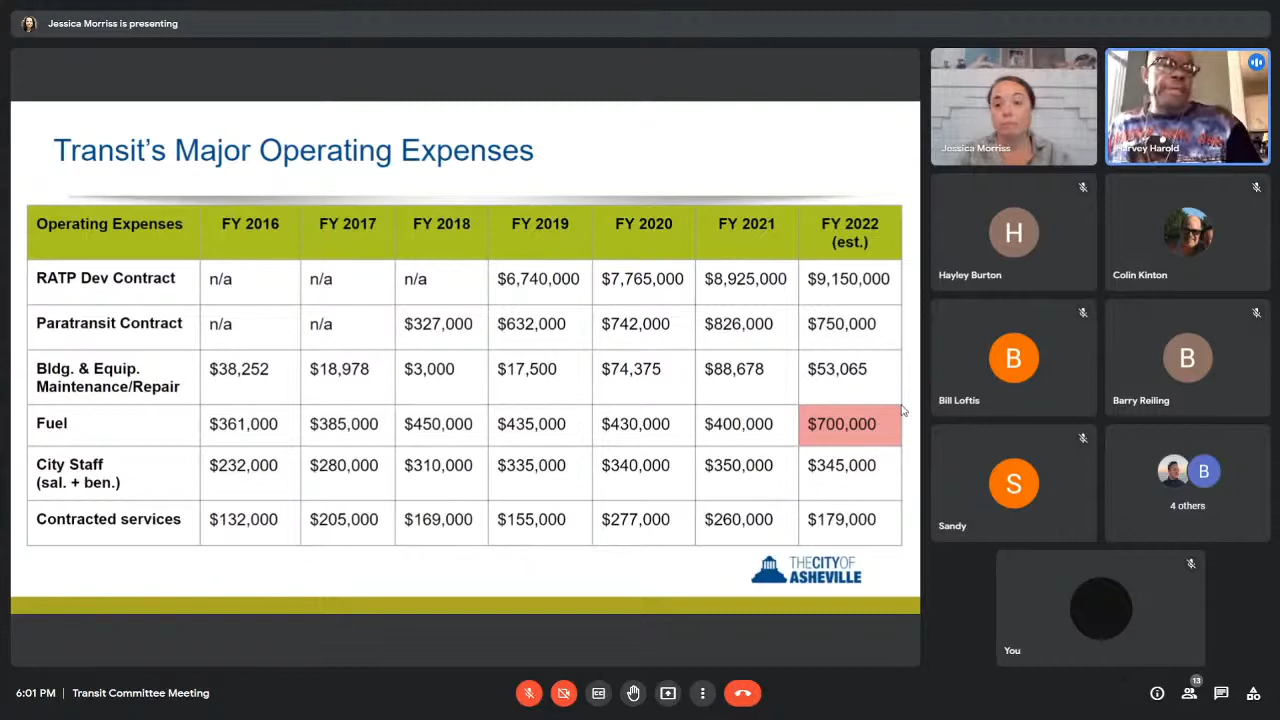 Jessica Morriss is presenting
Transit's Major Operating Expenses
Operating Expenses FY 2016 FY 2017 FY 2018 FY 2019 FY 2020 FY 2021 FY 2022
(est.)
RATP Dev Contract n/a n/a n/a $6,740,000 $7,765,000 $8,925,000 $9,150,000
Paratransit Contract n/a n/a $327,000 $632,000 $742,000 $826,000 $750,000
Bldg. & Equip.
Maintenance/Repair $38,252 $18,978 $3,000 $17,500 $74,375 $88,678 $53,065
Fuel $361,000 $385,000 $450,000 $435,000 $430,000 $400,000 $700,000
City Staff
(sal. + ben.) $232,000 $280,000 $310,000 $335,000 $340,000 $350,000 $345,000
Contracted services $132,000 $205,000 $169,000 $155,000 $277,000 $260,000 $179,000
THE CITY OF
ASHEVILLE
Jessica Morriss
Harvey Harold
H
Hayley Burton
Colin Kinton
B
Bill Loftis
B
Barry Reiling
S
Sandy
B
4 others
You
6:01 PM | Transit Committee Meeting
CC
13